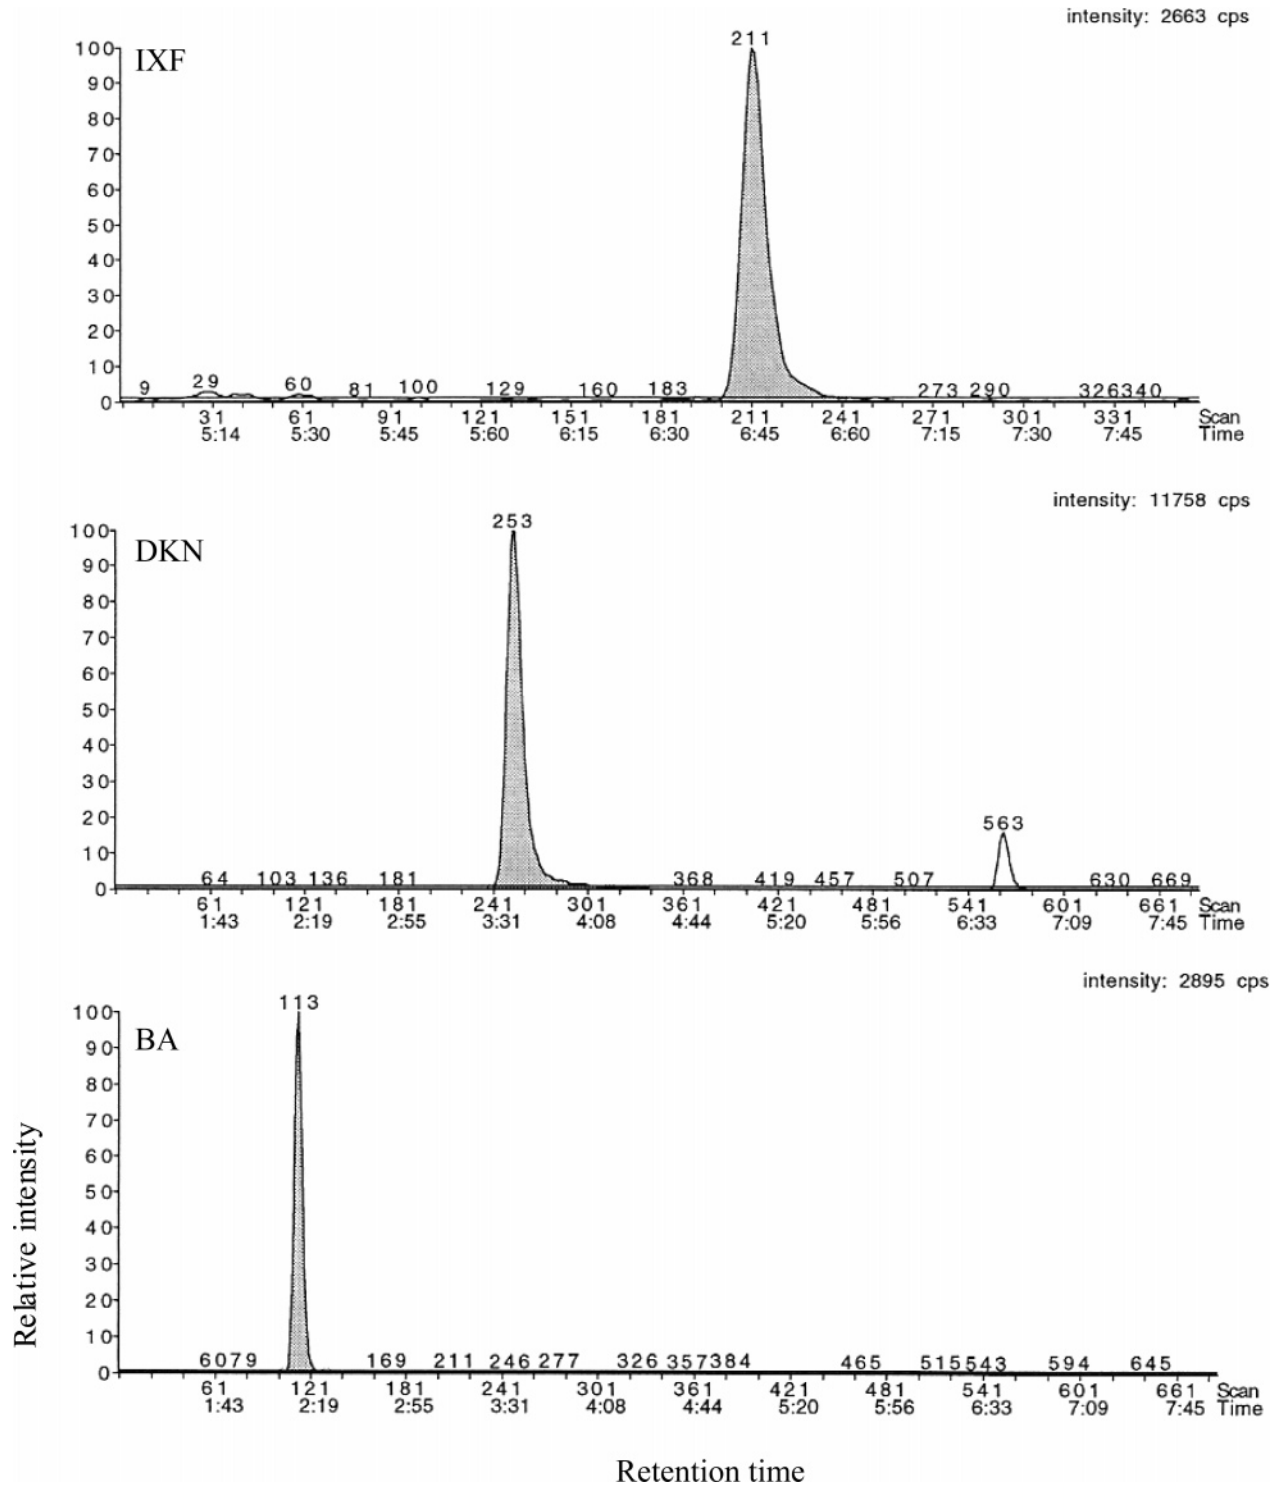 intensity: 2663 cps
211
IXF
100
90
80
70
60
50
40
30
20
10
0
9 29 60 81 100 129 160 183 273 290 326340
31 61 91 121 151 181 211 241 271 301 331 Scan
5:14 5:30 5:45 5:60 6:15 6:30 6:45 6:60 7:15 7:30 7:45 Time
intensity: 11758 cps
253
DKN
100
90
80
70
60
50
40
30
20
10
0
563
64 103 136 181 368 419 457 507 630 669
61 121 181 241 301 361 421 481 541 601 661 Scan
1:43 2:19 2:55 3:31 4:08 4:44 5:20 5:56 6:33 7:09 7:45 Time
intensity: 2895 cps
113
BA
100
90
80
70
60
50
40
30
20
10
0
6079 169 211 246 277 326 357384 465 515543 594 645
61 121 181 241 301 361 421 481 541 601 661 Scan
1:43 2:19 2:55 3:31 4:08 4:44 5:20 5:56 6:33 7:09 7:45 Time
Relative intensity
Retention time